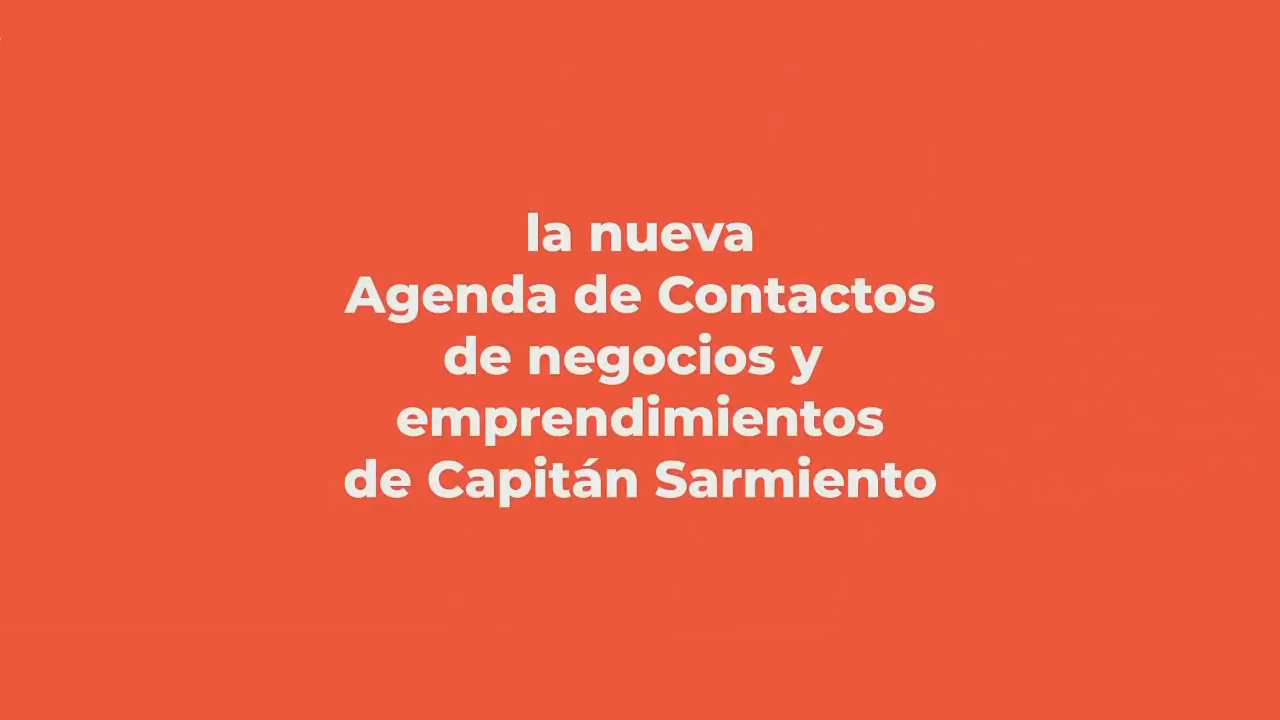 la nueva
Agenda de Contactos
de negocios y
emprendimientos
de Capitán Sarmiento